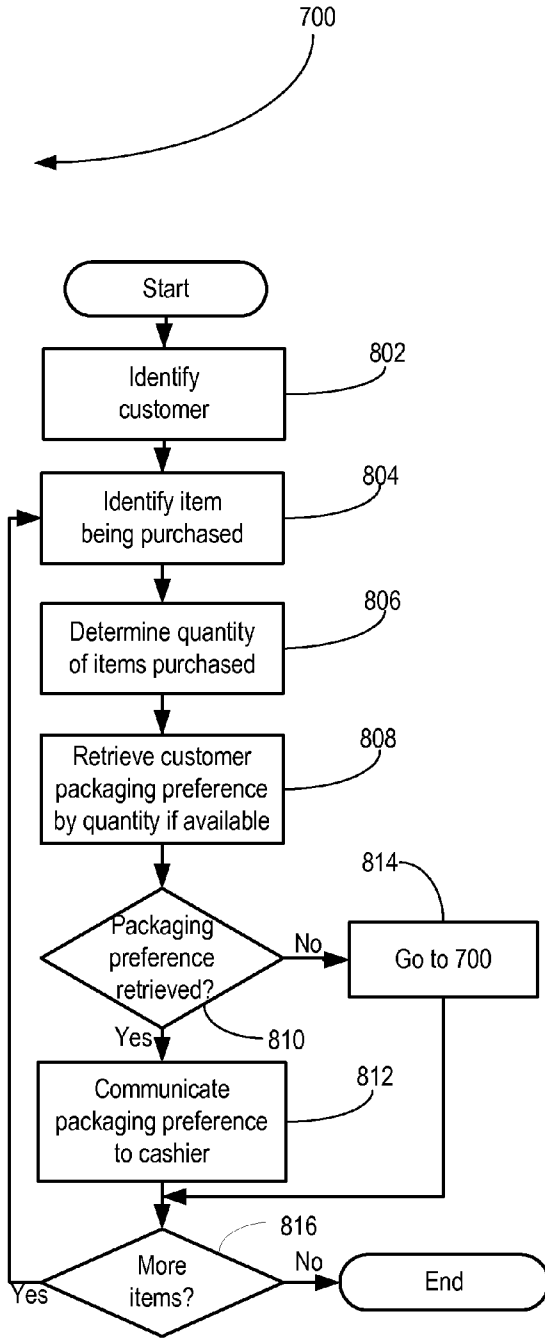 700
Start
Identify
customer
802
Identify item
being purchased
804
Determine quantity
of items purchased
806
Retrieve customer
packaging preference
by quantity if available
808
Packaging
preference
retrieved?
810
No
814
Go to 700
Yes
Communicate
packaging preference
to cashier
812
More
items?
816
Yes
No
End